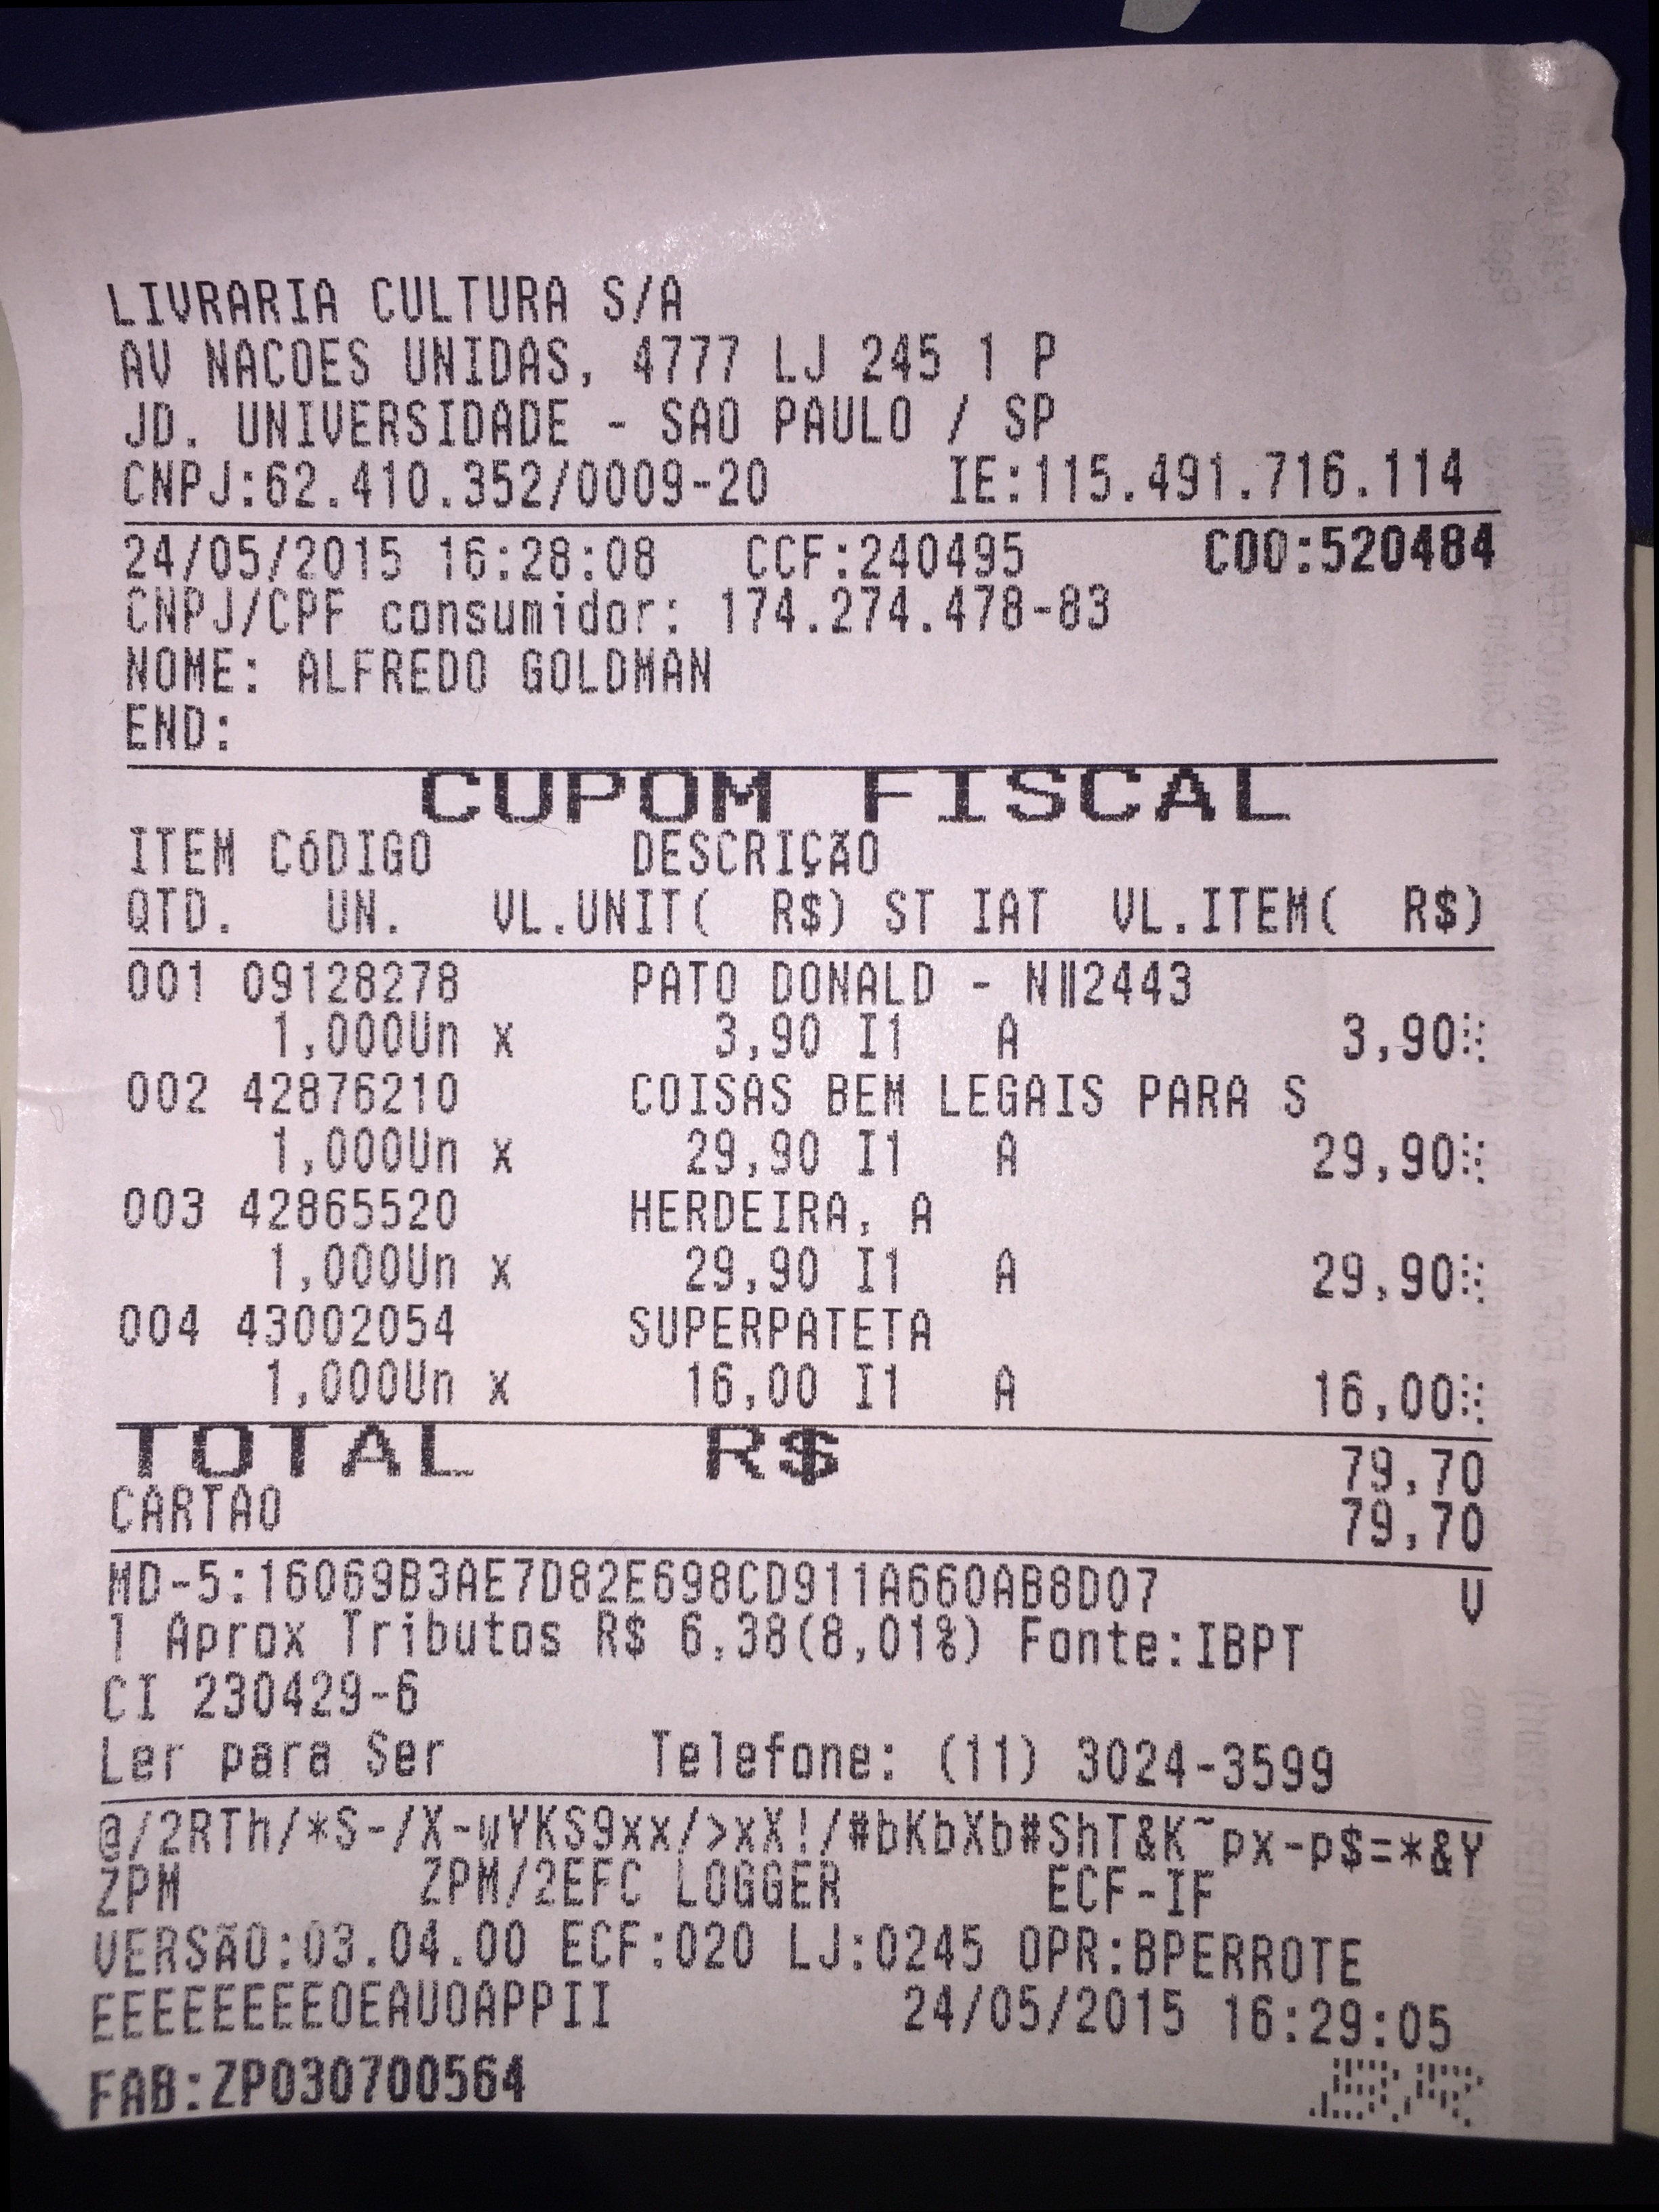 LIVRARIA CULTURA S/A
AV NACOES UNIDAS, 4777 LJ 245 1 P
JD. UNIVERSIDADE - SAO PAULO / SP
CNPJ:62.410.352/0009-20 IE:115.491.716.114
24/05/2015 16:28:08 CCF:240495 COO:520484
CNPJ/CPF consumidor: 174.274.478-83
NOME: ALFREDO GOLDMAN
END:
CUPOM FISCAL
ITEM CóDIGO DESCRIÇÃO
QTD. UN. VL.UNIT( R$) ST IAT VL.ITEM( R$)
001 09128278 PATO DONALD - N‖2443
1,000Un x 3,90 I1 A 3,90
002 42876210 COISAS BEM LEGAIS PARA S
1,000Un x 29,90 I1 A 29,90
003 42865520 HERDEIRA, A
1,000Un x 29,90 I1 A 29,90
004 43002054 SUPERPATETA
1,000Un x 16,00 I1 A 16,00
TOTAL R$ 79,70
CARTAO 79,70
MD-5:16069B3AE7D82E698CD911A660AB8D07 V
1 Aprox Tributos R$ 6,38(8,01%) Fonte:IBPT
CI 230429-6
Ler para Ser Telefone: (11) 3024-3599
@/2RTh/*S-/X-wYKS9xx/>xX!/#bKbXb#ShT&K~px-p$=*&Y
ZPM ZPM/2EFC LOGGER ECF-IF
VERSÃO:03.04.00 ECF:020 LJ:0245 OPR:BPERROTE
EEEEEEEEOEAUOAPPII 24/05/2015 16:29:05
FAB:ZP030700564